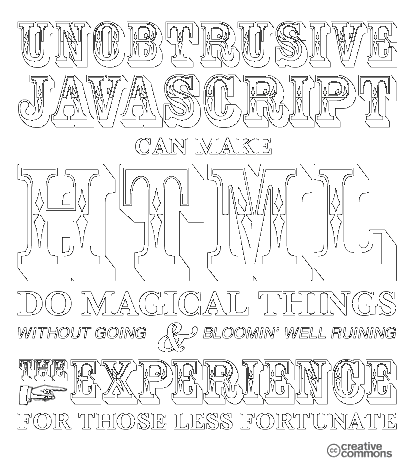 UNOBTRUSIVE
JAVASCRIPT
CAN MAKE
HTML
DO MAGICAL THINGS
WITHOUT GOING & BLOOMIN' WELL RUINING
THE EXPERIENCE
FOR THOSE LESS FORTUNATE
cc creative
commons